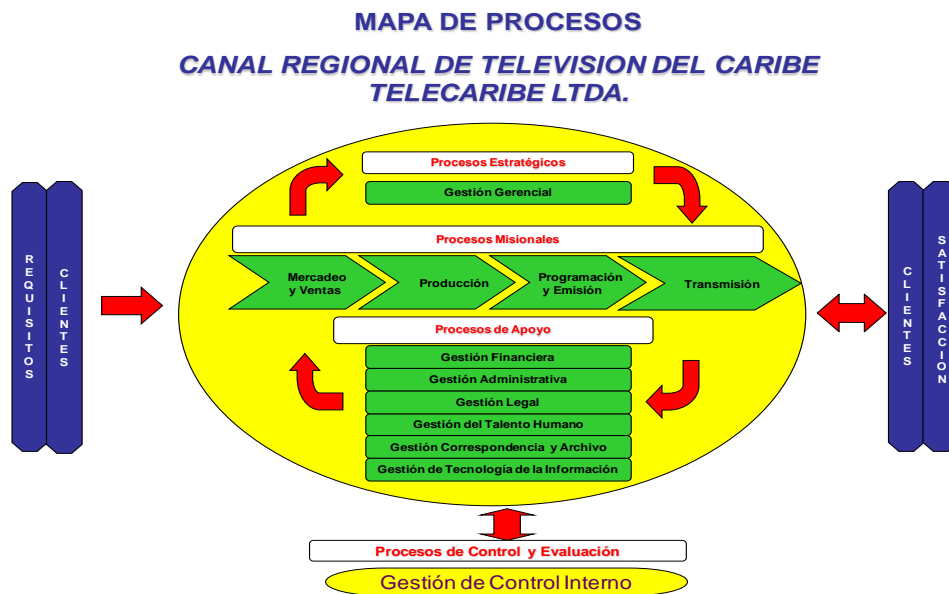 MAPA DE PROCESOS
CANAL REGIONAL DE TELEVISION DEL CARIBE
TELECARIBE LTDA.
REQUISITOS
CLIENTES
Procesos Estratégicos
Gestión Gerencial
Procesos Misionales
Mercadeo
y Ventas
Producción
Programación
y Emisión
Transmisión
Procesos de Apoyo
Gestión Financiera
Gestión Administrativa
Gestión Legal
Gestión del Talento Humano
Gestión Correspondencia y Archivo
Gestión de Tecnología de la Información
CLIENTES
SATISFACCION
Procesos de Control y Evaluación
Gestión de Control Interno